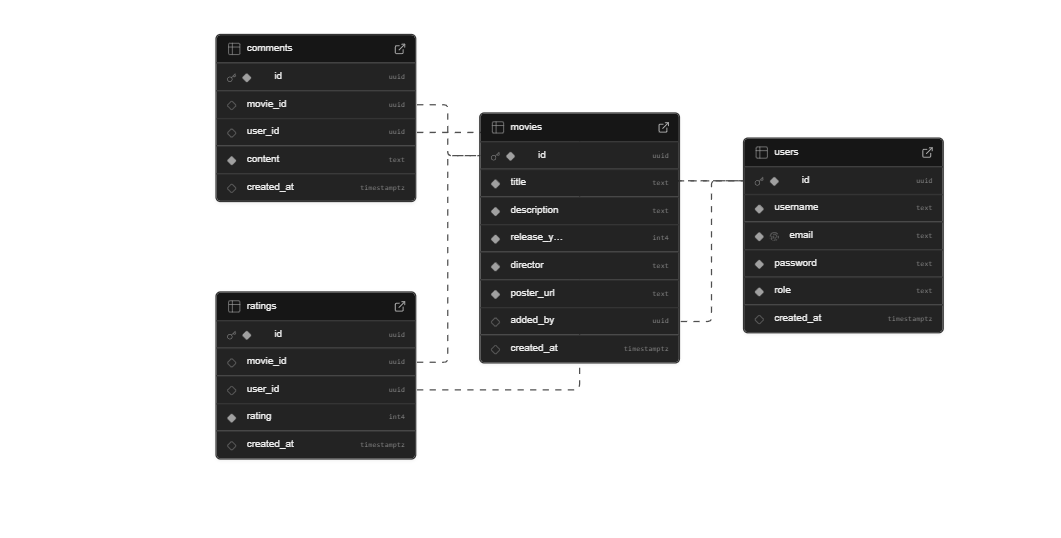 comments
id uuid
movie_id uuid
user_id uuid
content text
created_at timestamptz
movies
id uuid
title text
description text
release_y... int4
director text
poster_url text
added_by uuid
created_at timestamptz
users
id uuid
username text
email text
password text
role text
created_at timestamptz
ratings
id uuid
movie_id uuid
user_id uuid
rating int4
created_at timestamptz